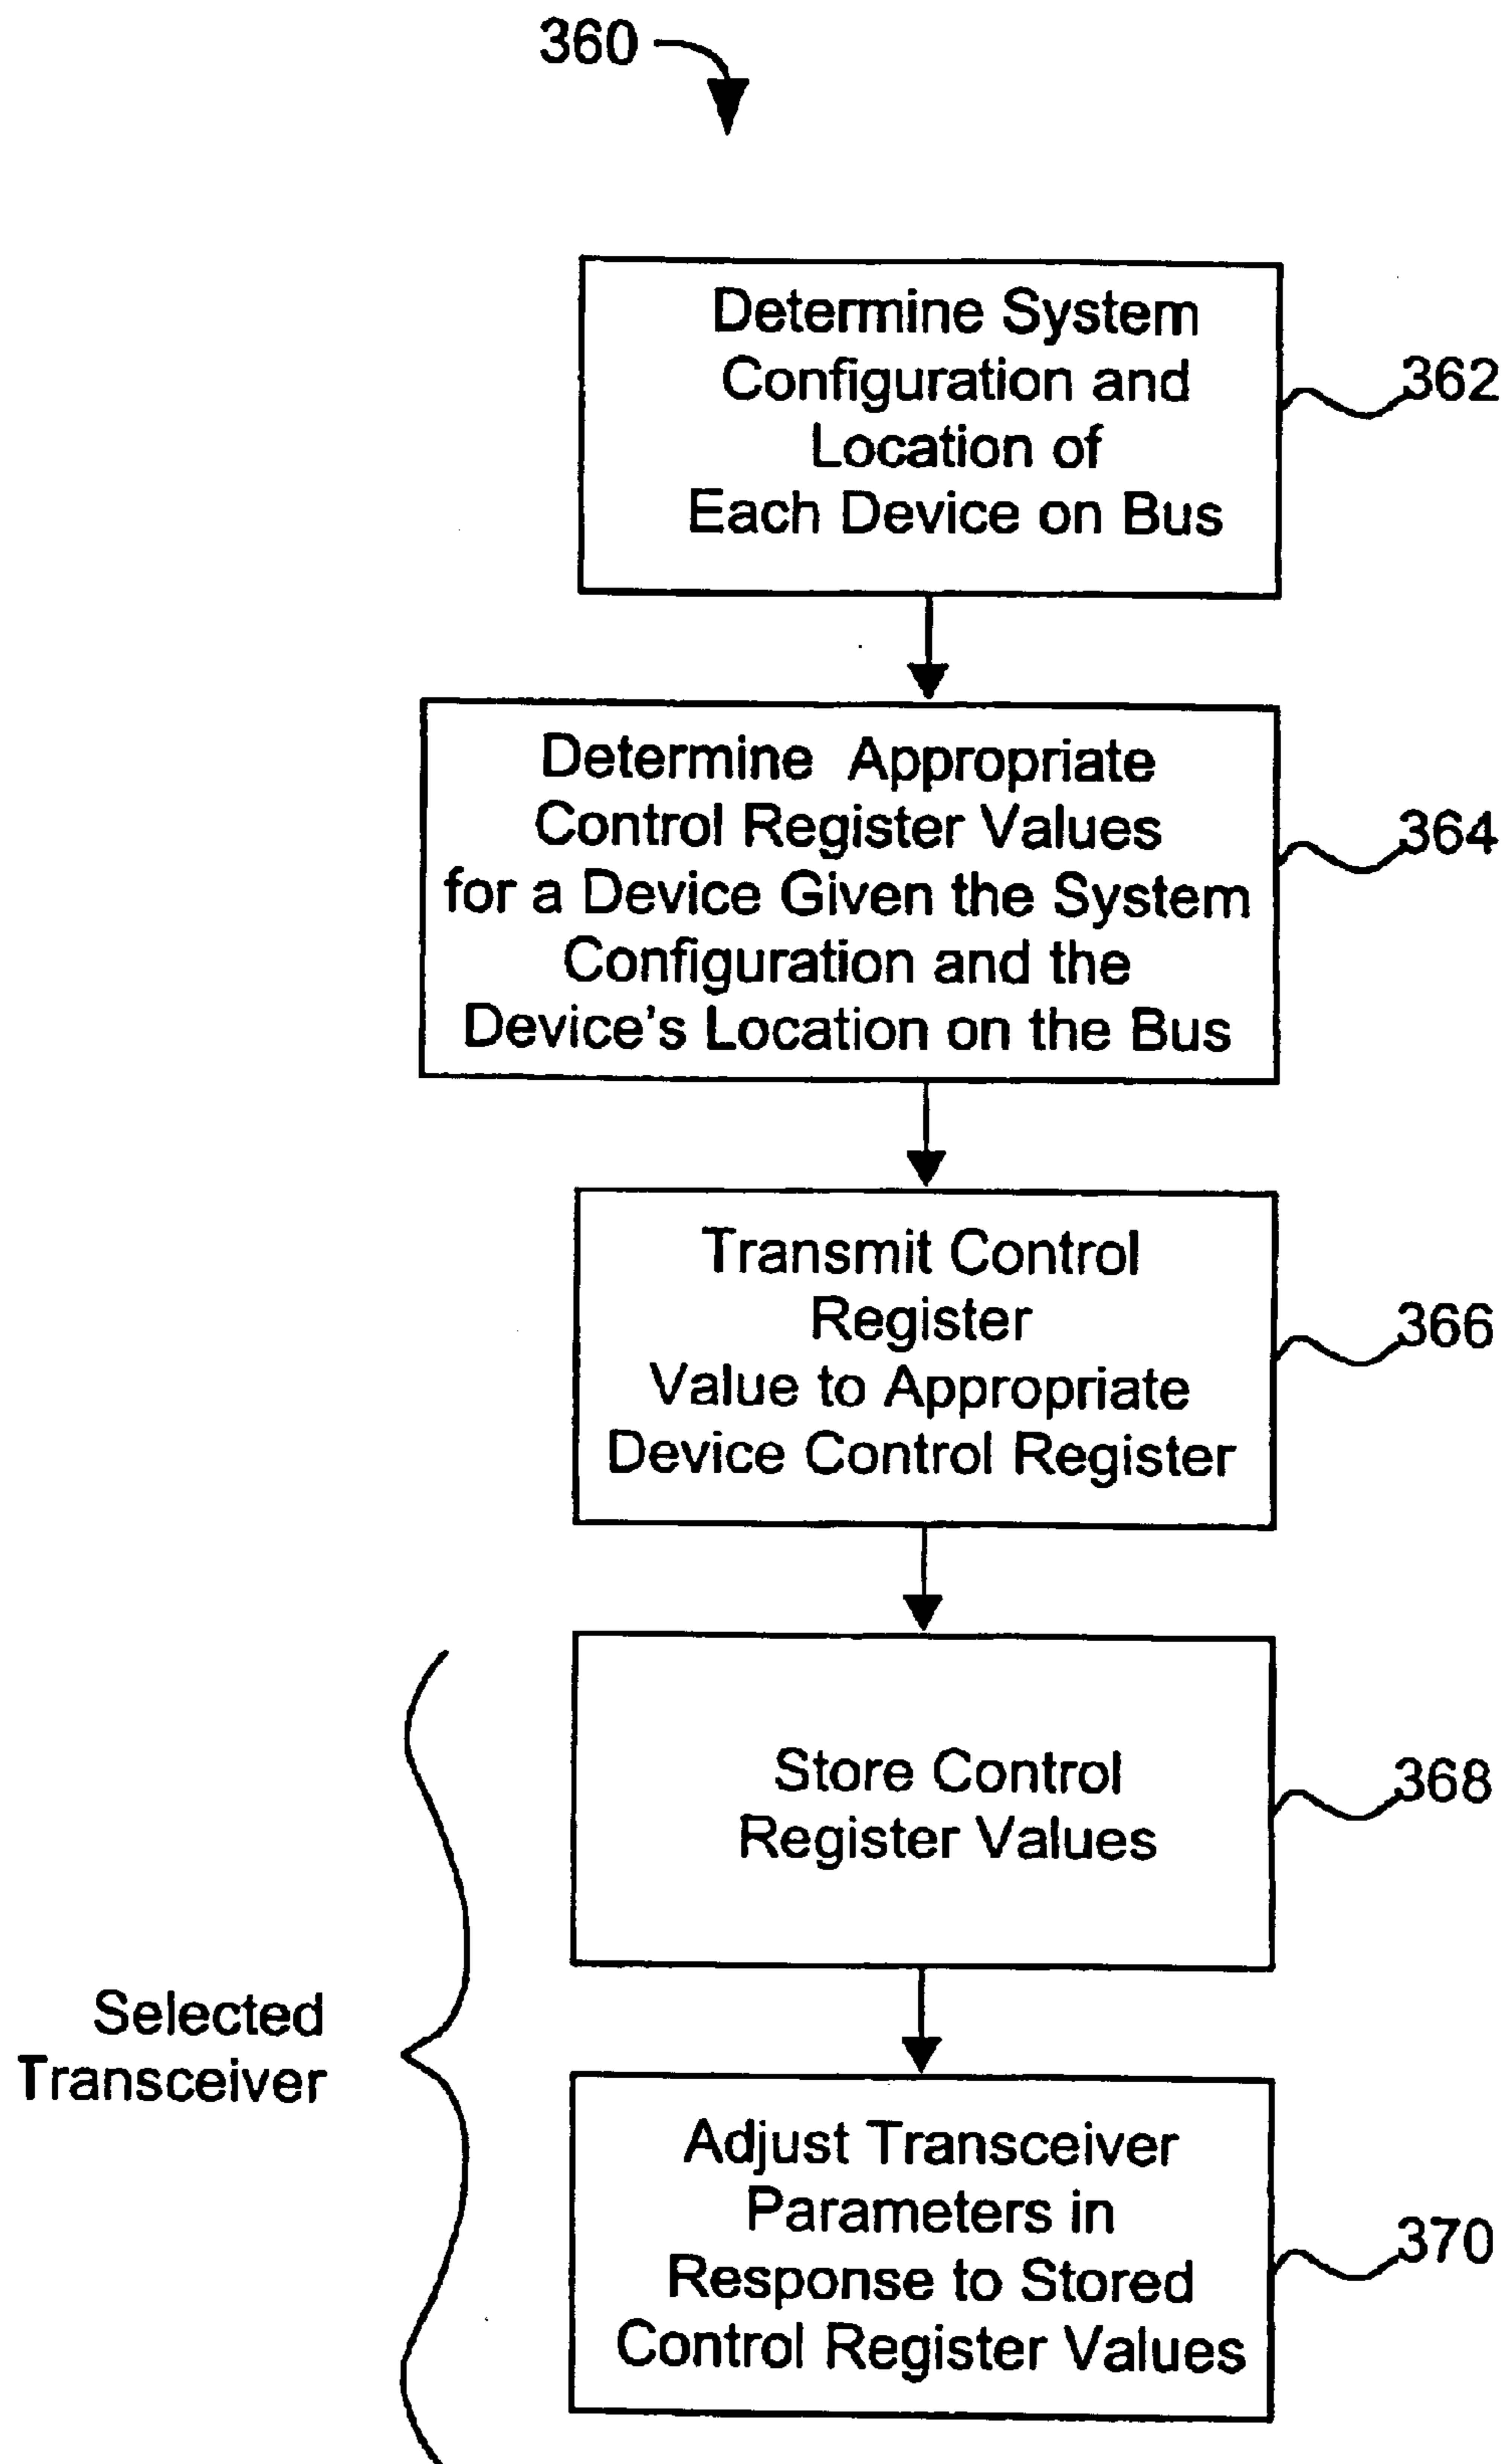 360
Determine System
Configuration and
Location of
Each Device on Bus
362
Determine Appropriate
Control Register Values
for a Device Given the System
Configuration and the
Device's Location on the Bus
364
Transmit Control
Register
Value to Appropriate
Device Control Register
366
Store Control
Register Values
368
Selected
Transceiver
Adjust Transceiver
Parameters in
Response to Stored
Control Register Values
370